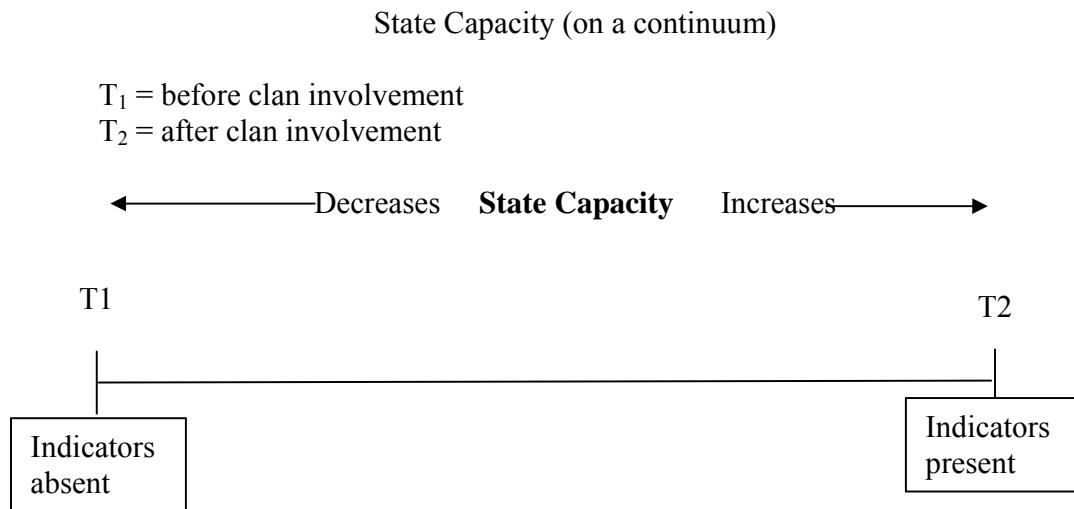 State Capacity (on a continuum)
T₁ = before clan involvement
T₂ = after clan involvement
Decreases State Capacity Increases
T1
T2
Indicators
absent
Indicators
present